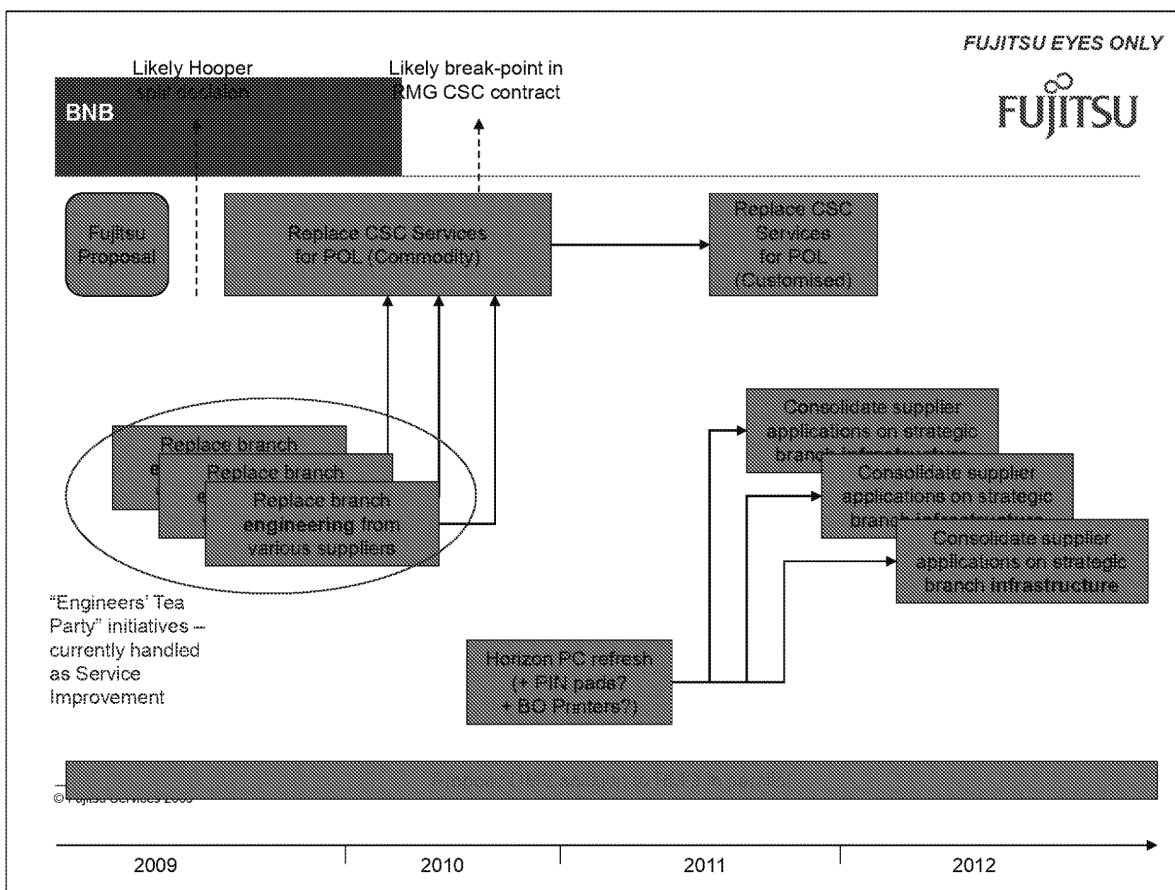 FUJITSU EYES ONLY
FUJITSU
Likely Hooper
split decision
Likely break-point in
RMG CSC contract
BNB
Fujitsu
Proposal
Replace CSC Services
for POL (Commodity)
Replace CSC
Services
for POL
(Customised)
Replace branch
Replace branch
Replace branch
engineering from
various suppliers
Consolidate supplier
applications on strategic
branch infrastructure
Consolidate supplier
applications on strategic
branch infrastructure
Consolidate supplier
applications on strategic
branch infrastructure
"Engineers' Tea
Party" initiatives –
currently handled
as Service
Improvement
Horizon PC refresh
(+ PIN pads?
+ BO Printers?)
© Fujitsu Services 2009
2009
2010
2011
2012